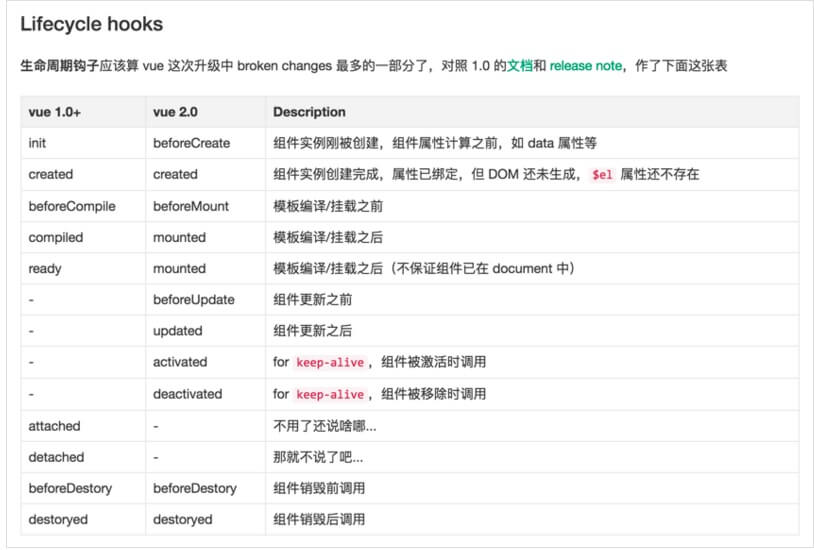 Lifecycle hooks
生命周期钩子应该算 vue 这次升级中 broken changes 最多的一部分了，对照 1.0 的文档和 release note，作了下面这张表
vue 1.0+ vue 2.0 Description
init beforeCreate 组件实例刚被创建，组件属性计算之前，如 data 属性等
created created 组件实例创建完成，属性已绑定，但 DOM 还未生成， $el 属性还不存在
beforeCompile beforeMount 模板编译/挂载之前
compiled mounted 模板编译/挂载之后
ready mounted 模板编译/挂载之后（不保证组件已在 document 中）
- beforeUpdate 组件更新之前
- updated 组件更新之后
- activated for keep-alive ，组件被激活时调用
- deactivated for keep-alive ，组件被移除时调用
attached - 不用了还说啥哪...
detached - 那就不说了吧...
beforeDestory beforeDestory 组件销毁前调用
destoryed destoryed 组件销毁后调用